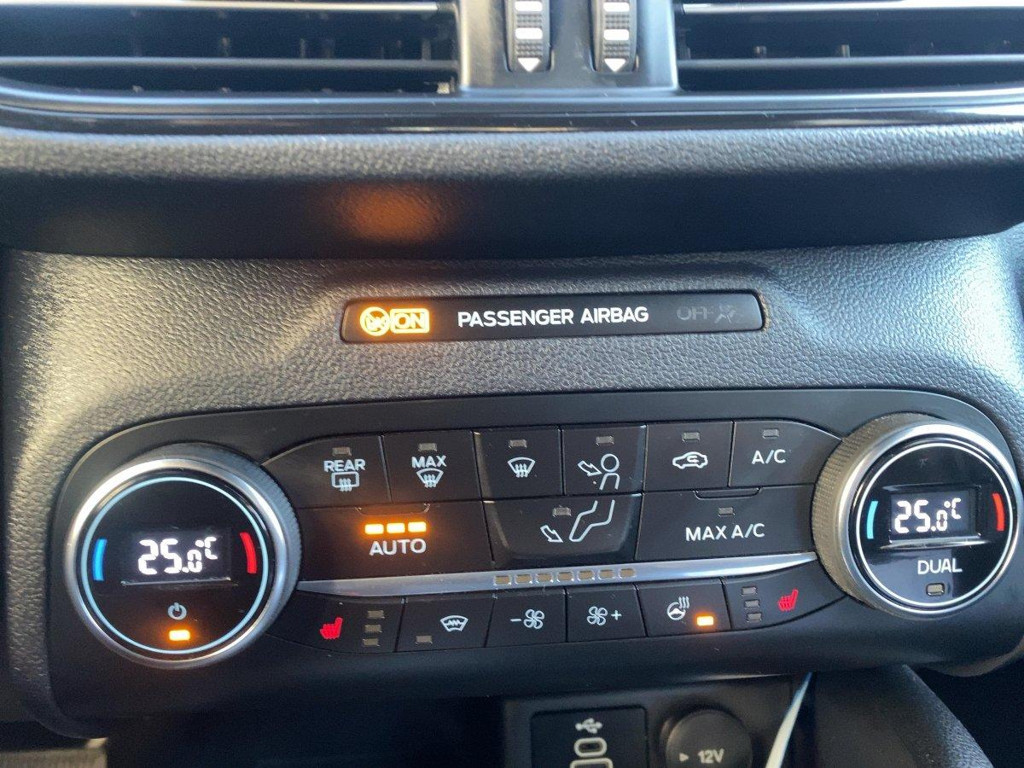 ON PASSENGER AIRBAG OFF
REAR MAX A/C
AUTO MAX A/C
25.0°C 25.0°C
DUAL
- +
12V